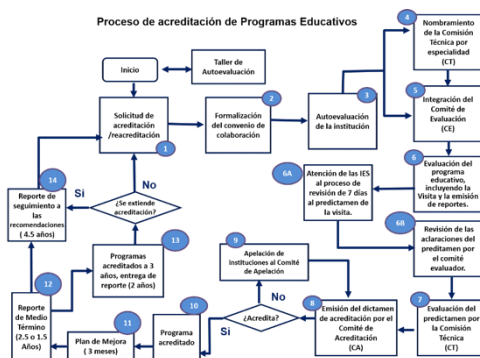 Proceso de acreditación de Programas Educativos
Inicio
Taller de
Autoevaluación
Solicitud de
acreditación
/reacreditación
1
Formalización
del convenio de
colaboración
2
Autoevaluación
de la institución
3
4
Nombramiento
de la Comisión
Técnica por
especialidad
(CT)
5
Integración del
Comité de
Evaluación
(CE)
6
Evaluación del
programa
educativo,
incluyendo la
Visita y la emisión
de reportes.
6A
Atención de las IES
al proceso de
revisión de 7 días
al predictamen de
la visita.
6B
Revisión de las
aclaraciones del
preditamen por
el comité
evaluador.
7
Evaluación del
predictamen por
la Comisión
Técnica
(CT)
8
Emisión del dictamen
de acreditación por el
Comité de
Acreditación
(CA)
9
Apelación de
Instituciones al Comité
de Apelación
No
¿Acredita?
Si
10
Programa
acreditado
11
Plan de Mejora
( 3 meses)
12
Reporte
de Medio
Término
(2.5 o 1.5
Años)
13
Programas
acreditados a 3
años, entrega de
reporte (2 años)
¿Se extiende
acreditación?
No
Si
14
Reporte de
seguimiento a
las
recomendaciones
( 4.5 años)